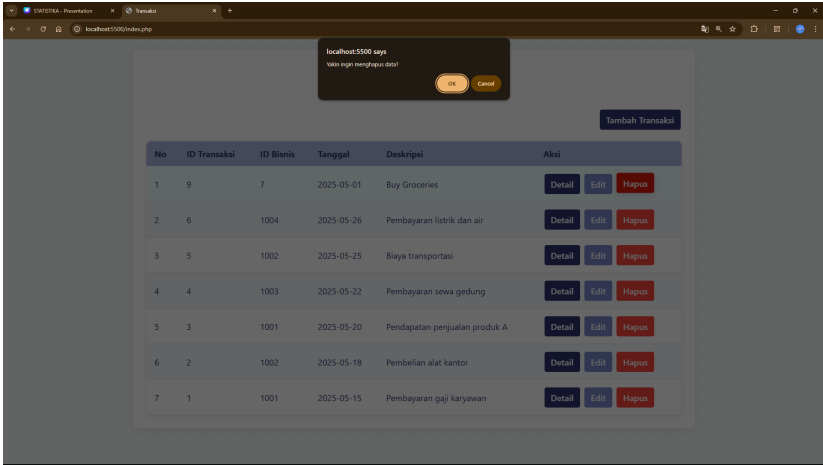 STATISTIKA - Presentation
Transaksi
localhost:5500/index.php
localhost:5500 says
Yakin ingin menghapus data?
OK Cancel
Tambah Transaksi
No ID Transaksi ID Bisnis Tanggal Deskripsi Aksi
1 9 7 2025-05-01 Buy Groceries Detail Edit Hapus
2 6 1004 2025-05-26 Pembayaran listrik dan air Detail Edit Hapus
3 5 1002 2025-05-25 Biaya transportasi Detail Edit Hapus
4 4 1003 2025-05-22 Pembayaran sewa gedung Detail Edit Hapus
5 3 1001 2025-05-20 Pendapatan penjualan produk A Detail Edit Hapus
6 2 1002 2025-05-18 Pembelian alat kantor Detail Edit Hapus
7 1 1001 2025-05-15 Pembayaran gaji karyawan Detail Edit Hapus